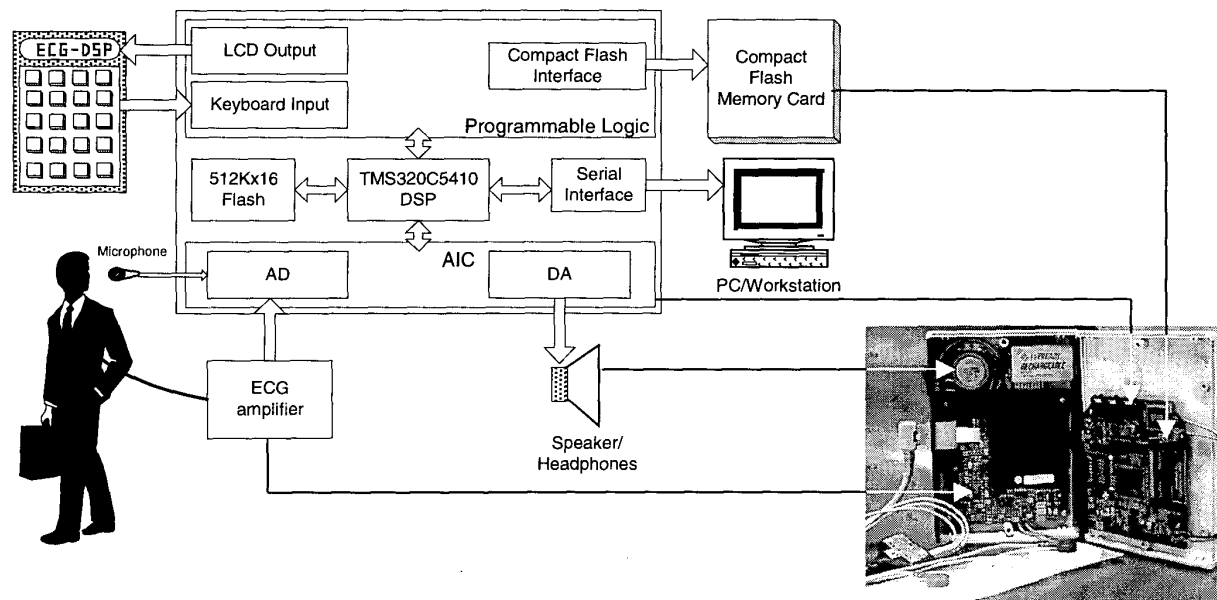 ECG-DSP
LCD Output
Keyboard Input
Compact Flash
Interface
Programmable Logic
Compact
Flash
Memory Card
512Kx16
Flash
TMS320C5410
DSP
Serial
Interface
PC/Workstation
Microphone
AIC
AD
DA
ECG
amplifier
Speaker/
Headphones
RECHARGEABLE